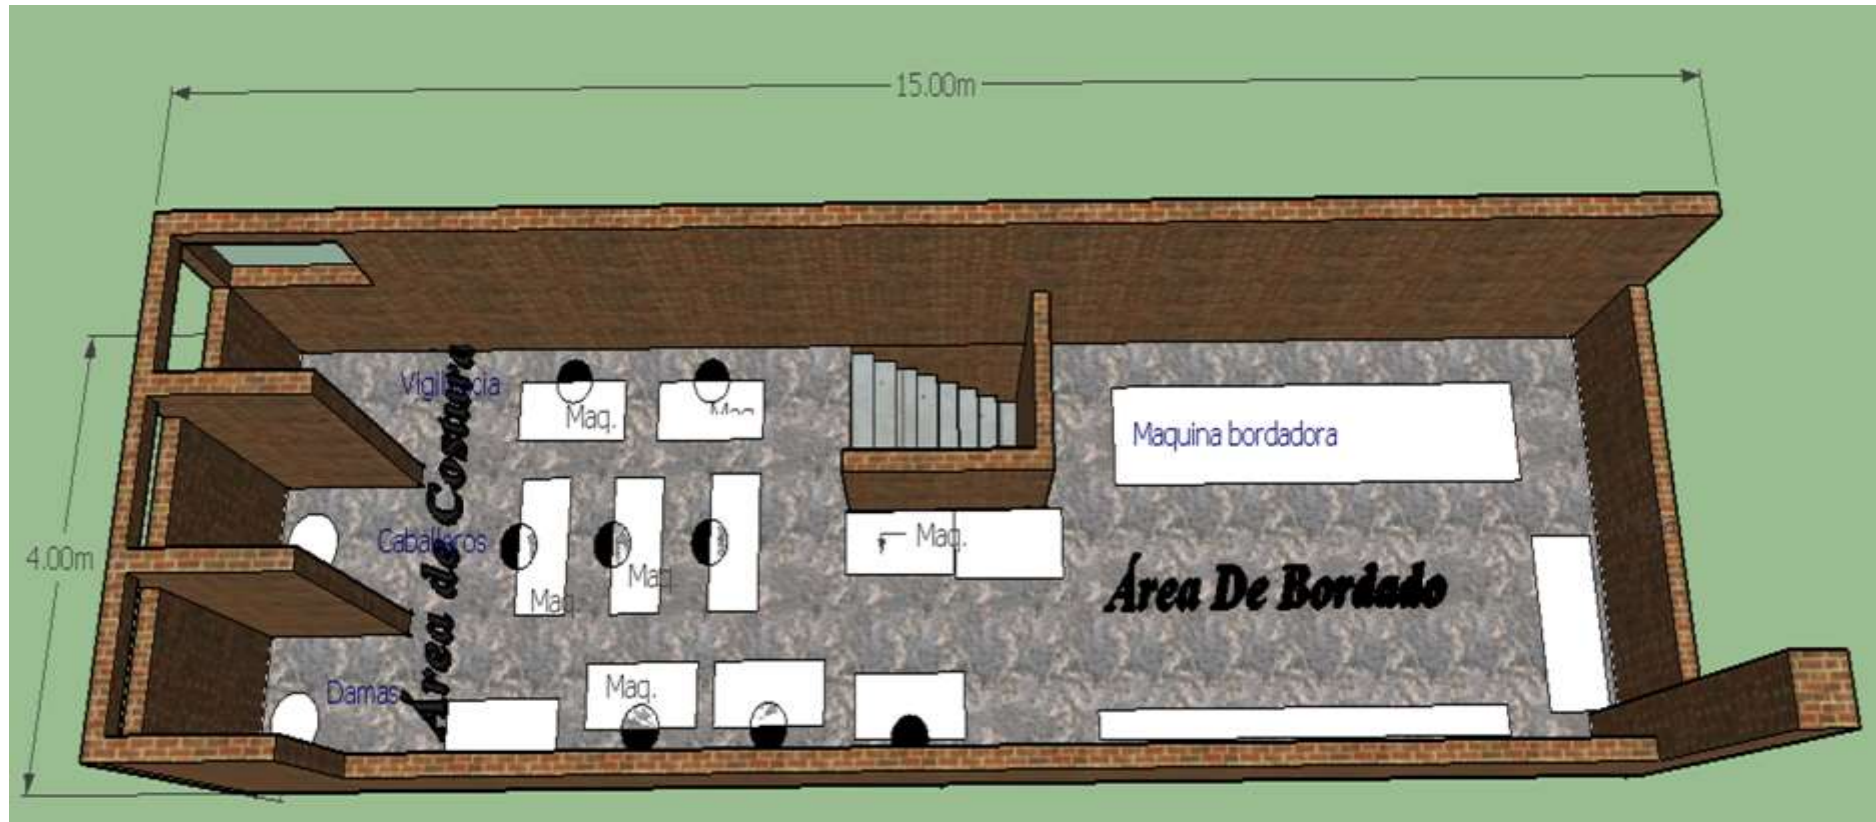 15.00m
4.00m
Vigilancia
Maq.
Maq.
Maquina bordadora
Área de Costura
Caballeros
Maq.
Maq
Maq
Área De Bordado
Damas
Maq.